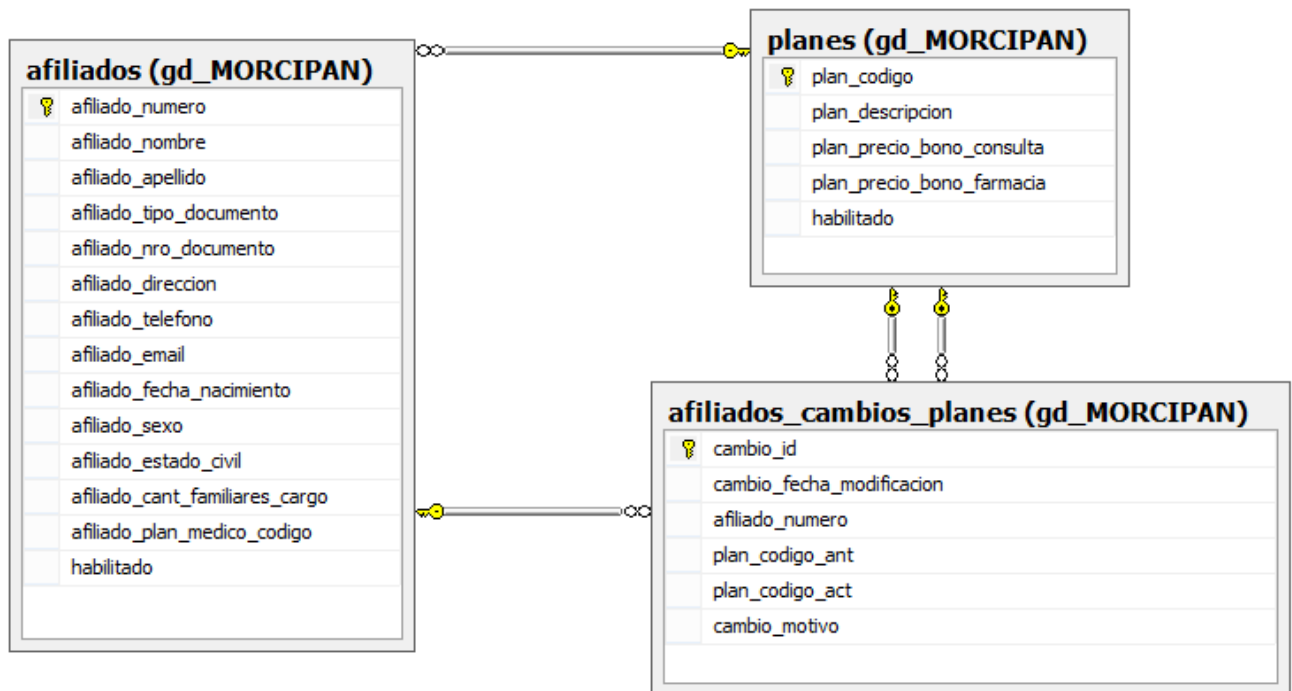 afiliados (gd_MORCIPAN)
afiliado_numero
afiliado_nombre
afiliado_apellido
afiliado_tipo_documento
afiliado_nro_documento
afiliado_direccion
afiliado_telefono
afiliado_email
afiliado_fecha_nacimiento
afiliado_sexo
afiliado_estado_civil
afiliado_cant_familiares_cargo
afiliado_plan_medico_codigo
habilitado
planes (gd_MORCIPAN)
plan_codigo
plan_descripcion
plan_precio_bono_consulta
plan_precio_bono_farmacia
habilitado
afiliados_cambios_planes (gd_MORCIPAN)
cambio_id
cambio_fecha_modificacion
afiliado_numero
plan_codigo_ant
plan_codigo_act
cambio_motivo